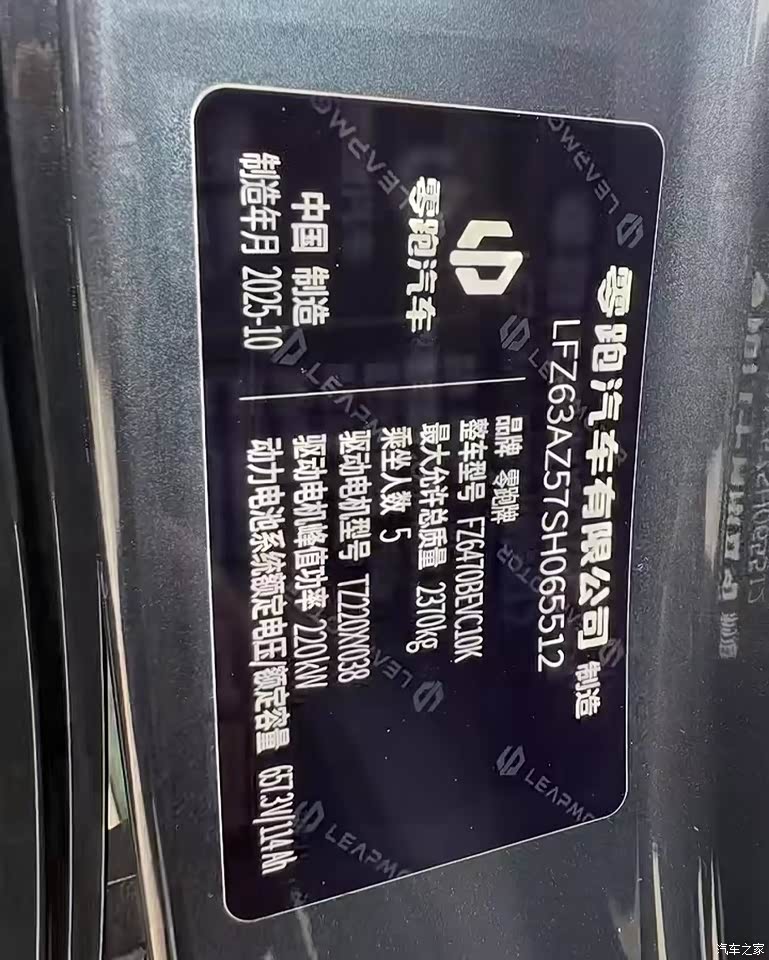 零跑汽车有限公司 制造
LFZ63AZ57SH065512
零跑汽车
中国 制造
制造年月 2025-10
品牌 零跑牌
整车型号 FZ6470BEVC10K
最大允许总质量 2370kg
乘坐人数 5
驱动电机型号 TZ220XN038
驱动电机峰值功率 220kW
动力电池系统额定电压/额定容量 657.3V/114Ah
LEAPMOTOR
汽车之家